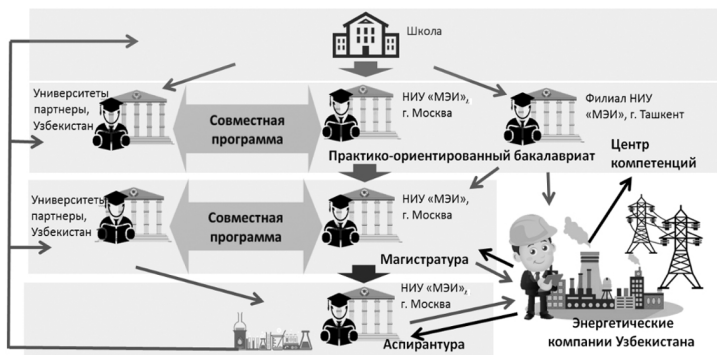 Школа
Университеты
партнеры,
Узбекистан
Совместная
программа
НИУ «МЭИ»,
г. Москва
Филиал НИУ
«МЭИ», г. Ташкент
Практико-ориентированный бакалавриат
Центр
компетенций
Университеты
партнеры,
Узбекистан
Совместная
программа
НИУ «МЭИ»,
г. Москва
Магистратура
НИУ «МЭИ»,
г. Москва
Аспирантура
Энергетические
компании Узбекистана